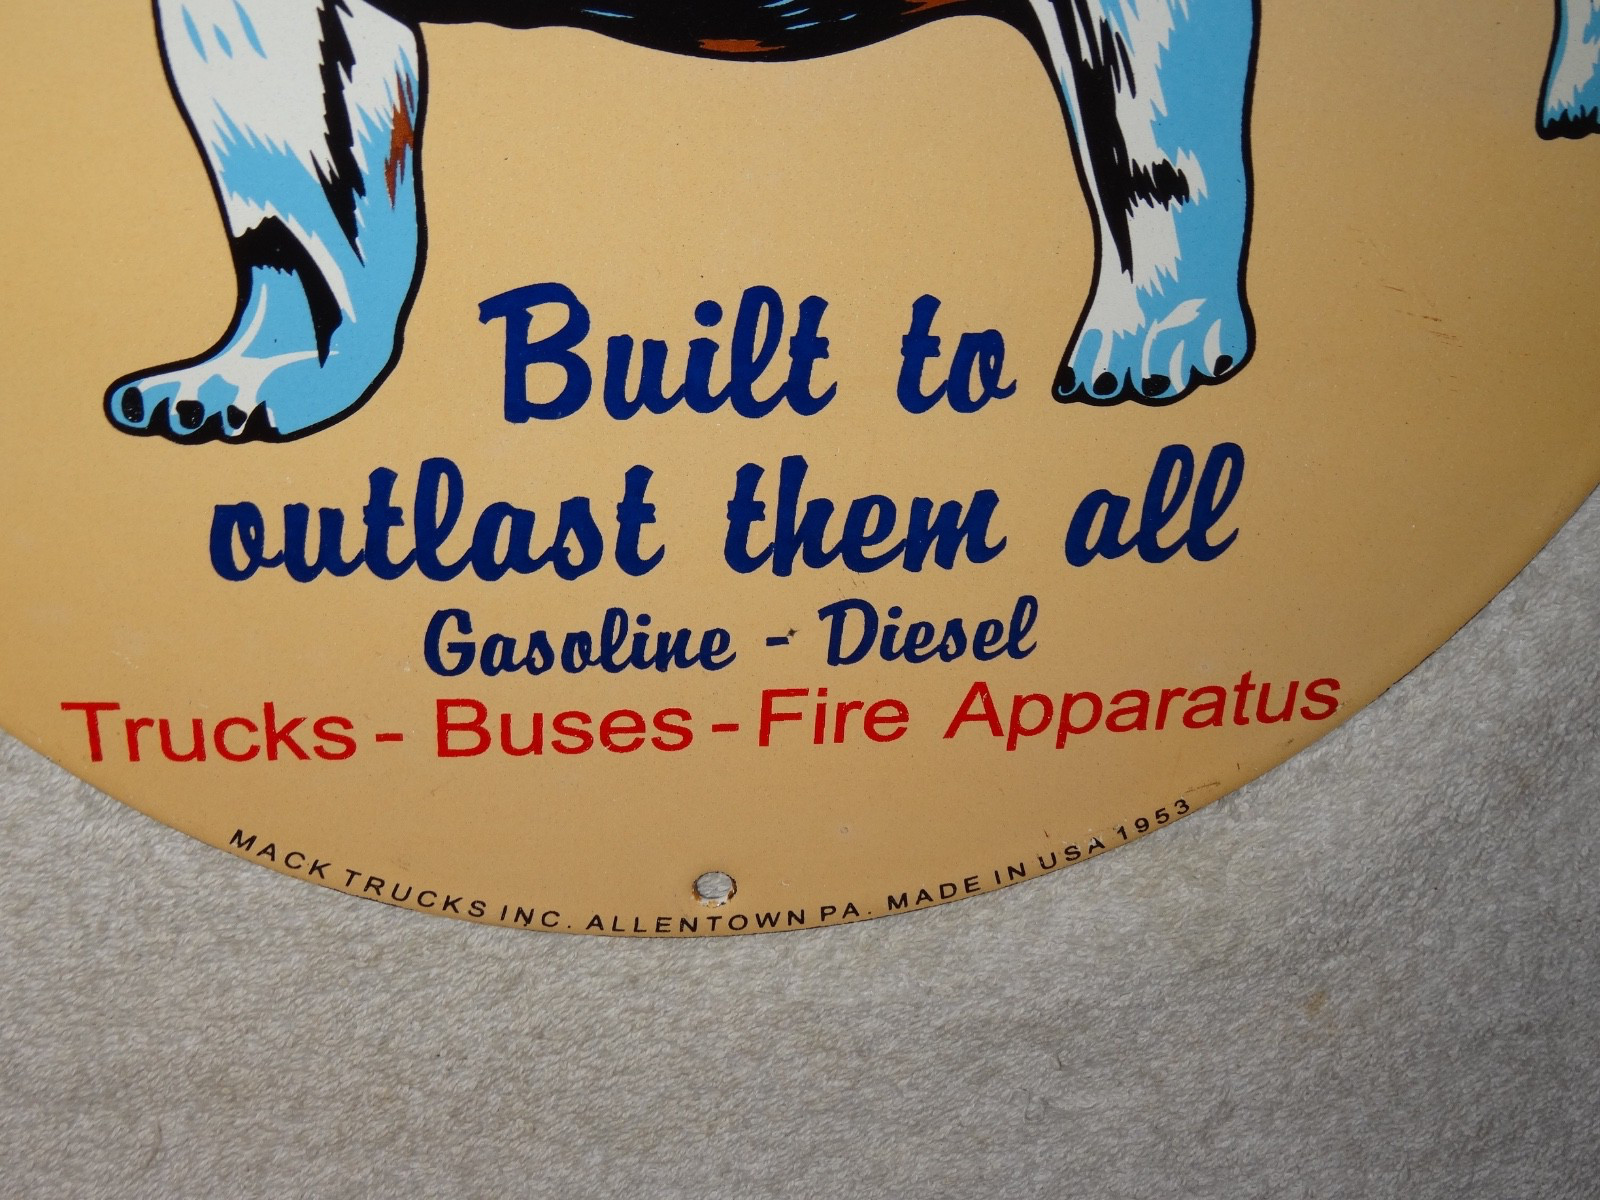 Built to
outlast them all
Gasoline - Diesel
Trucks - Buses - Fire Apparatus
MACK TRUCKS INC. ALLENTOWN PA. MADE IN USA 1953